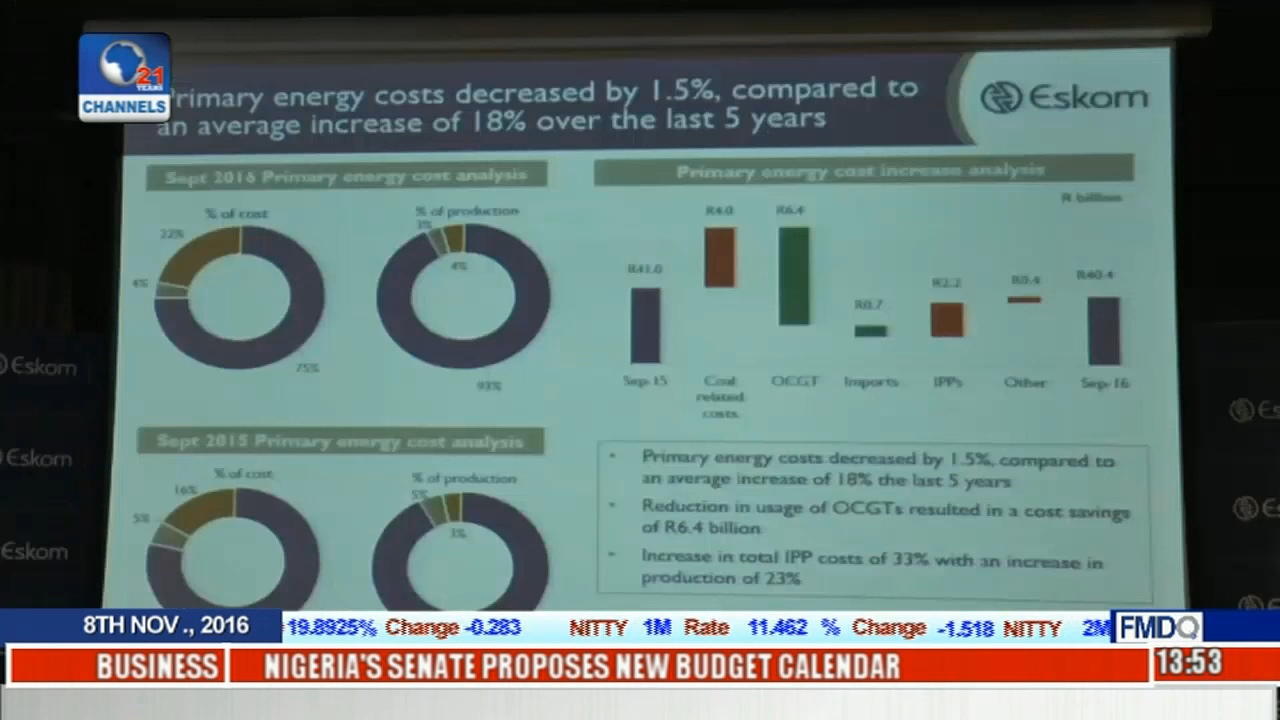 21
YEARS
CHANNELS
Primary energy costs decreased by 1.5%, compared to
an average increase of 18% over the last 5 years
Eskom
Sept 2016 Primary energy cost analysis
% of cost
% of production
22%
4%
75%
3%
4%
93%
Primary energy cost increase analysis
R billion
R41.0
R4.0
R6.4
R0.7
R2.2
R0.4
R40.4
Sep-15
Coal
related
costs
OCGT
Imports
IPPs
Other
Sep-16
Sept 2015 Primary energy cost analysis
% of cost
% of production
16%
5%
5%
3%
• Primary energy costs decreased by 1.5%, compared to
an average increase of 18% the last 5 years
• Reduction in usage of OCGTs resulted in a cost savings
of R6.4 billion
• Increase in total IPP costs of 33% with an increase in
production of 23%
Eskom
Eskom
Eskom
8TH NOV ., 2016
19.8925% Change -0.283 NITTY 1M Rate 11.462 % Change -1.518 NITTY 2M
FMDQ
BUSINESS
NIGERIA'S SENATE PROPOSES NEW BUDGET CALENDAR
13:53